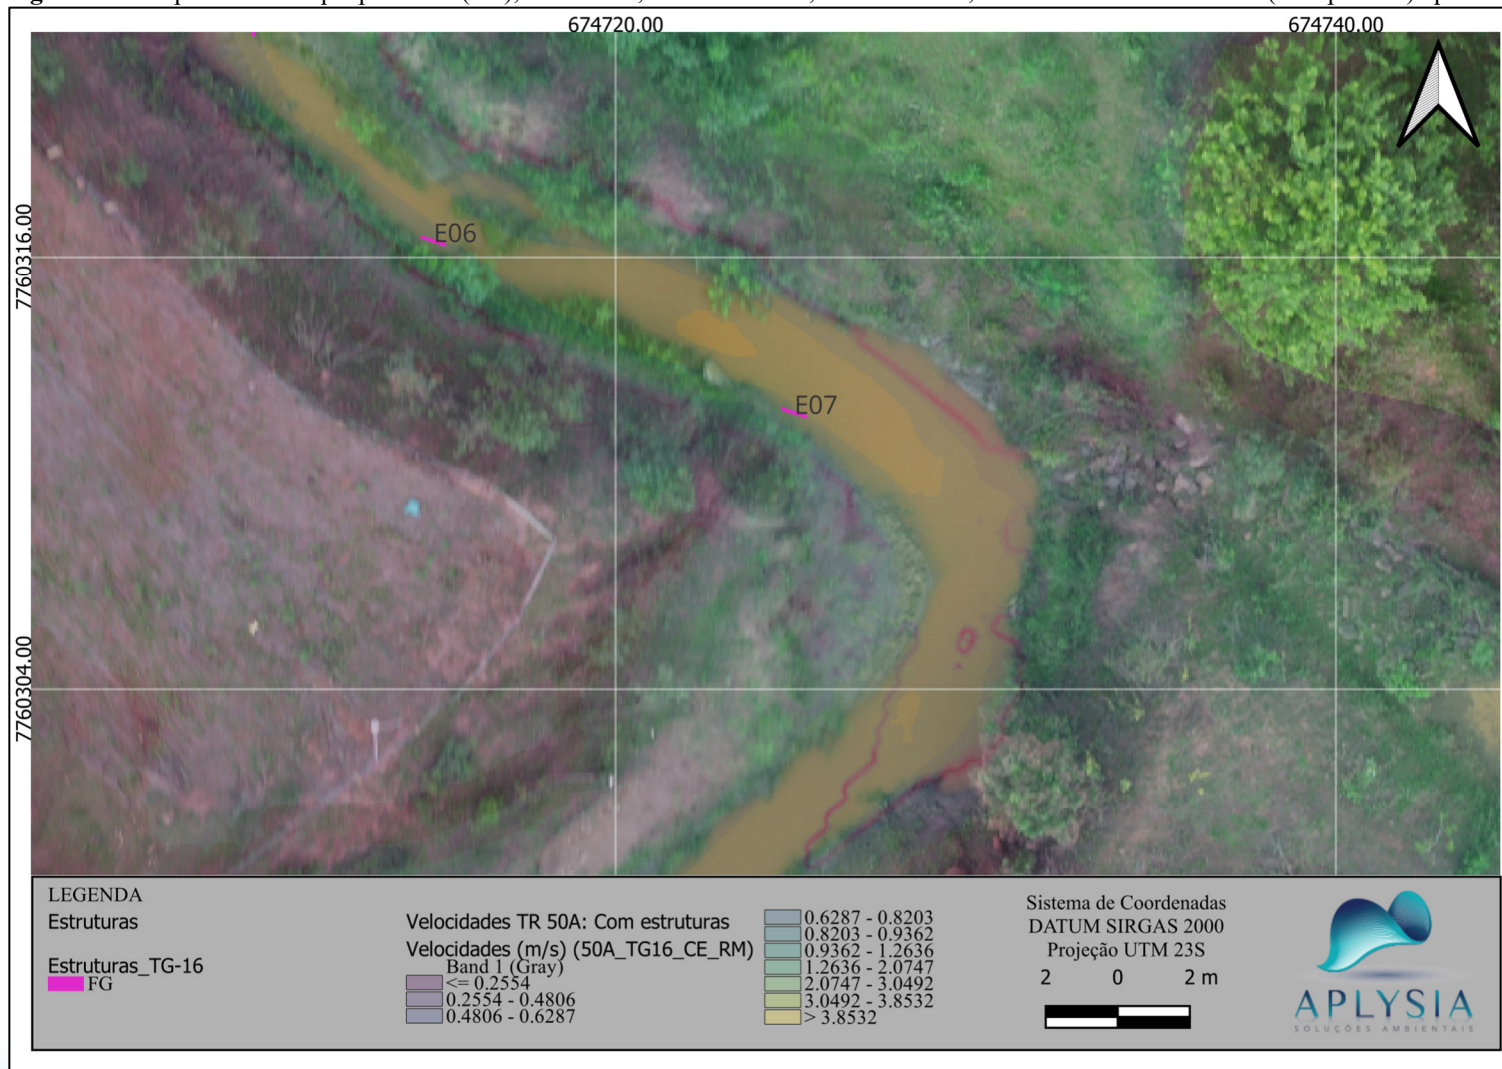 674720.00
674740.00
7760316.00
7760304.00
E06
E07
LEGENDA
Estruturas
Estruturas_TG-16
FG
Velocidades TR 50A: Com estruturas
Velocidades (m/s) (50A_TG16_CE_RM)
Band 1 (Gray)
<= 0.2554
0.2554 - 0.4806
0.4806 - 0.6287
0.6287 - 0.8203
0.8203 - 0.9362
0.9362 - 1.2636
1.2636 - 2.0747
2.0747 - 3.0492
3.0492 - 3.8532
> 3.8532
Sistema de Coordenadas
DATUM SIRGAS 2000
Projeção UTM 23S
2 0 2 m
APLYSIA
SOLUÇÕES AMBIENTAIS